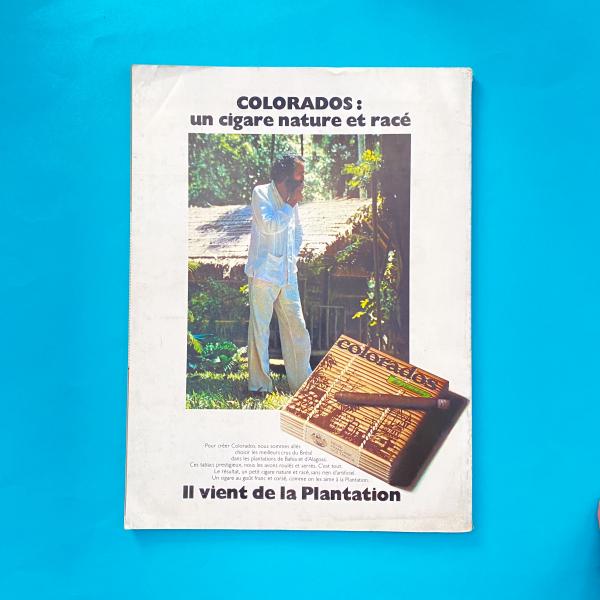 COLORADOS :
un cigare nature et racé
colorados
Pour créer Colorados, nous sommes allés
choisir les meilleurs crus du Brésil
dans les plantations de Bahia et d'Alagoas.
Ces tabacs prestigieux, nous les avons roulés et serrés. C'est tout.
Le résultat, un petit cigare nature et racé, sans rien d'artificiel.
Un cigare au goût franc et corsé, comme on les aime à la Plantation.
Il vient de la Plantation